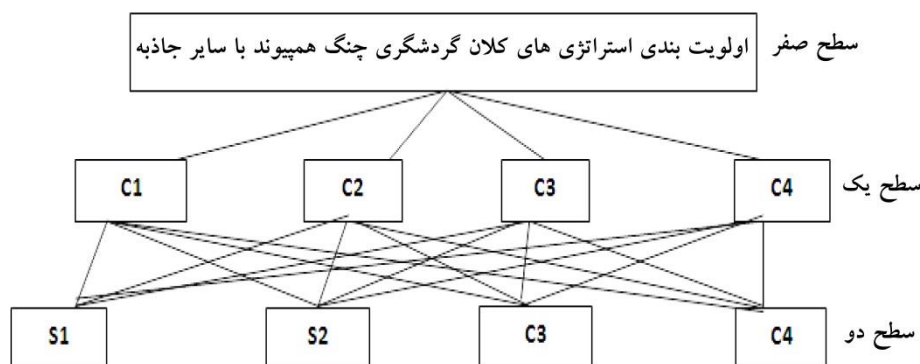 سطح صفر
اولویت بندی استراتژی های کلان گردشگری جنگ همپیوند با سایر جاذبه
سطح یک
C1 C2 C3 C4
سطح دو
S1 S2 C3 C4